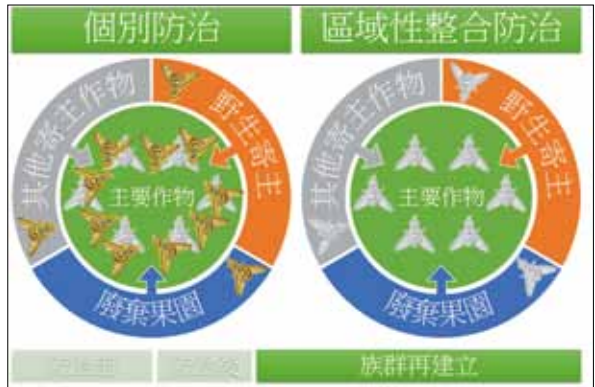 個別防治
區域性整合防治
其他寄主作物
野生寄主
主要作物
廢棄果園
其他寄主作物
野生寄主
主要作物
廢棄果園
族群再建立